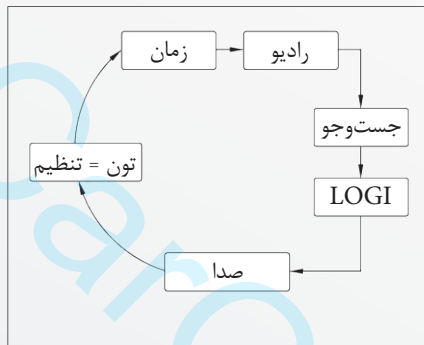 زمان
رادیو
جست‌وجو
LOGI
صدا
تون = تنظیم